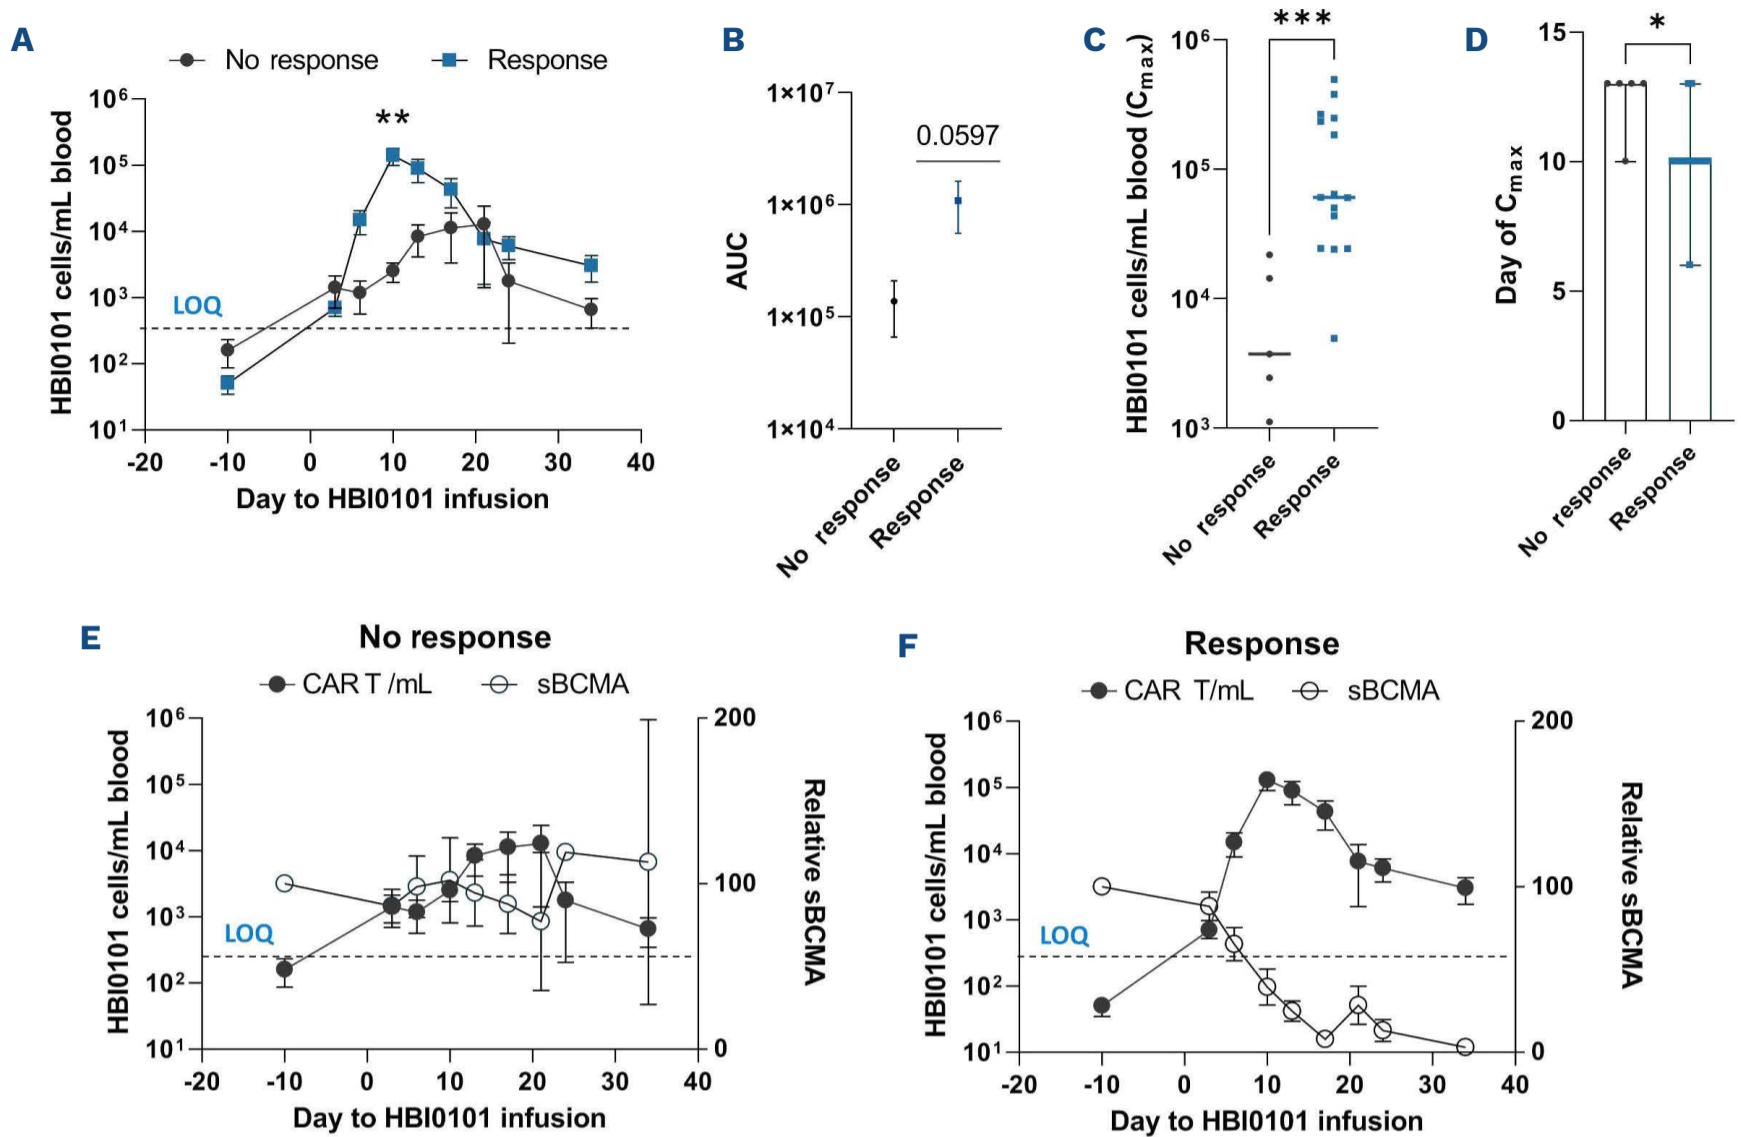 A
No response
Response
HBI0101 cells/mL blood
10⁶
10⁵
10⁴
10³
10²
10¹
**
LOQ
-20 -10 0 10 20 30 40
Day to HBI0101 infusion
B
AUC
1×10⁷
1×10⁶
1×10⁵
1×10⁴
0.0597
No response
Response
C
HBI0101 cells/mL blood (Cmax)
10⁶
10⁵
10⁴
10³
***
No response
Response
D
Day of Cmax
15
10
5
0
*
No response
Response
E
No response
CAR T /mL
sBCMA
HBI0101 cells/mL blood
10⁶
10⁵
10⁴
10³
10²
10¹
LOQ
200
100
0
Relative sBCMA
-20 -10 0 10 20 30 40
Day to HBI0101 infusion
F
Response
CAR T/mL
sBCMA
HBI0101 cells/mL blood
10⁶
10⁵
10⁴
10³
10²
10¹
LOQ
200
100
0
Relative sBCMA
-20 -10 0 10 20 30 40
Day to HBI0101 infusion